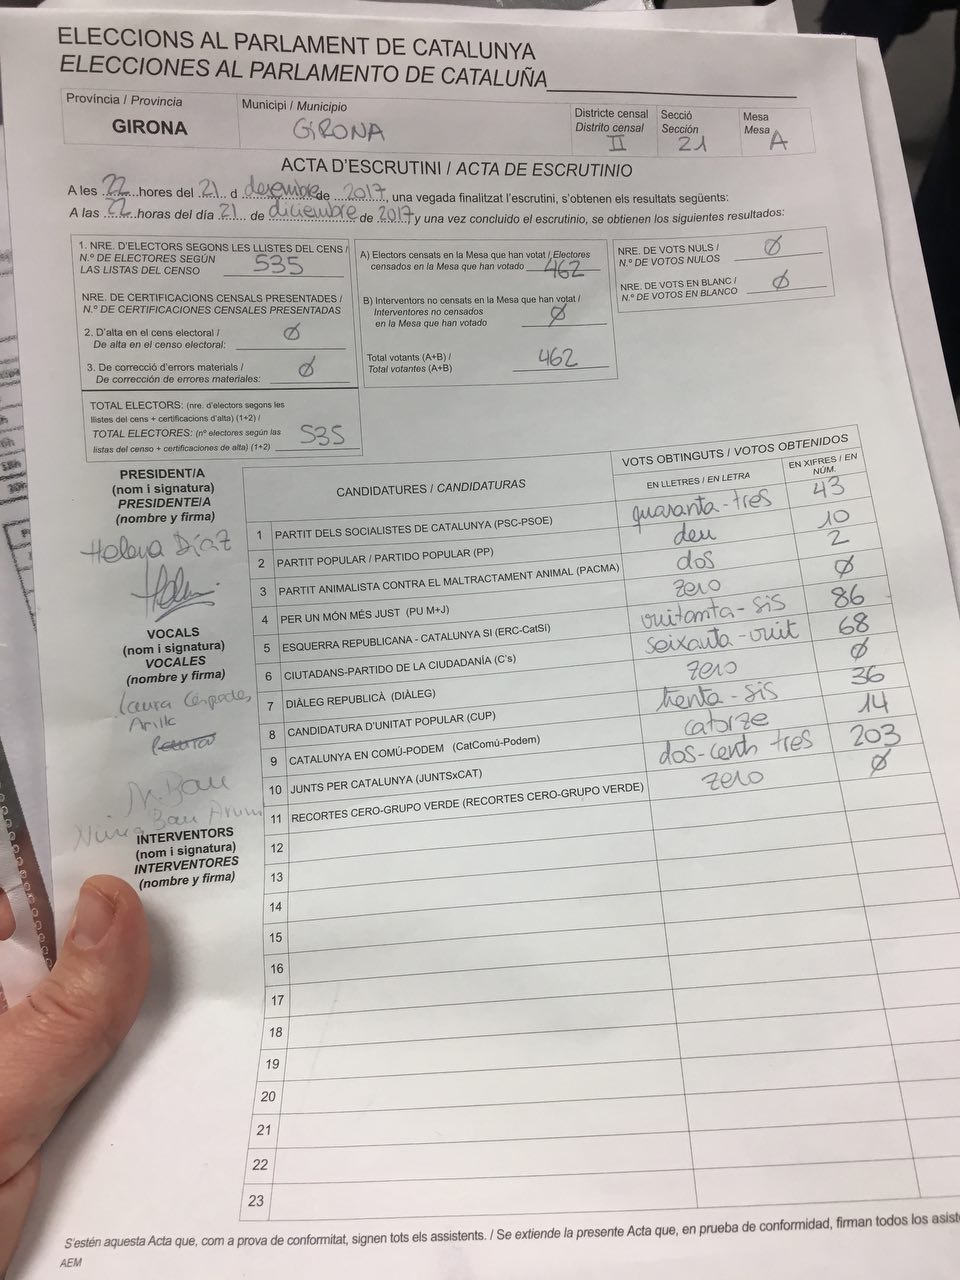 ELECCIONS AL PARLAMENT DE CATALUNYA
ELECCIONES AL PARLAMENTO DE CATALUÑA
Província / Provincia
GIRONA
Municipi / Municipio
GIRONA
Districte censal
Distrito censal
II
Secció
Sección
21
Mesa
Mesa
A
ACTA D'ESCRUTINI / ACTA DE ESCRUTINIO
A les 22 hores del 21 d desembre de 2017, una vegada finalitzat l'escrutini, s'obtenen els resultats següents:
A las 22 horas del día 21 de diciembre de 2017 y una vez concluido el escrutinio, se obtienen los siguientes resultados:
1. NRE. D'ELECTORS SEGONS LES LLISTES DEL CENS /
N.º DE ELECTORES SEGÚN
LAS LISTAS DEL CENSO 535
NRE. DE CERTIFICACIONS CENSALS PRESENTADES /
N.º DE CERTIFICACIONES CENSALES PRESENTADAS
2. D'alta en el cens electoral /
De alta en el censo electoral: Ø
3. De correcció d'errors materials /
De corrección de errores materiales: Ø
TOTAL ELECTORS: (nre. d'electors segons les
llistes del cens + certificacions d'alta) (1+2) /
TOTAL ELECTORES: (nº electores según las
listas del censo + certificaciones de alta) (1+2) 535
A) Electors censats en la Mesa que han votat / Electores
censados en la Mesa que han votado 462
B) Interventors no censats en la Mesa que han votat /
Interventores no censados
en la Mesa que han votado Ø
Total votants (A+B) /
Total votantes (A+B) 462
NRE. DE VOTS NULS /
N.º DE VOTOS NULOS Ø
NRE. DE VOTS EN BLANC /
N.º DE VOTOS EN BLANCO Ø
PRESIDENT/A
(nom i signatura)
PRESIDENTE/A
(nombre y firma)
Helena Díaz
VOCALS
(nom i signatura)
VOCALES
(nombre y firma)
Laura Céspedes
N. Bau
Bau
INTERVENTORS
(nom i signatura)
INTERVENTORES
(nombre y firma)
CANDIDATURES / CANDIDATURAS
VOTS OBTINGUTS / VOTOS OBTENIDOS
EN LLETRES / EN LETRA
EN XIFRES / EN NÚM.
1 PARTIT DELS SOCIALISTES DE CATALUNYA (PSC-PSOE) quaranta-tres 43
2 PARTIT POPULAR / PARTIDO POPULAR (PP) deu 10
3 PARTIT ANIMALISTA CONTRA EL MALTRACTAMENT ANIMAL (PACMA) dos 2
4 PER UN MÓN MÉS JUST (PU M+J) zero Ø
5 ESQUERRA REPUBLICANA - CATALUNYA SI (ERC-CatSí) vuitanta-sis 86
6 CIUTADANS-PARTIDO DE LA CIUDADANÍA (C's) seixanta-vuit 68
7 DIÀLEG REPUBLICÀ (DIÀLEG) zero Ø
8 CANDIDATURA D'UNITAT POPULAR (CUP) trenta-sis 36
9 CATALUNYA EN COMÚ-PODEM (CatComú-Podem) catorze 14
10 JUNTS PER CATALUNYA (JUNTSxCAT) dos-cents tres 203
11 RECORTES CERO-GRUPO VERDE (RECORTES CERO-GRUPO VERDE) zero Ø
12
13
14
15
16
17
18
19
20
21
22
23
S'estén aquesta Acta que, com a prova de conformitat, signen tots els assistents. / Se extiende la presente Acta que, en prueba de conformidad, firman todos los
AEM